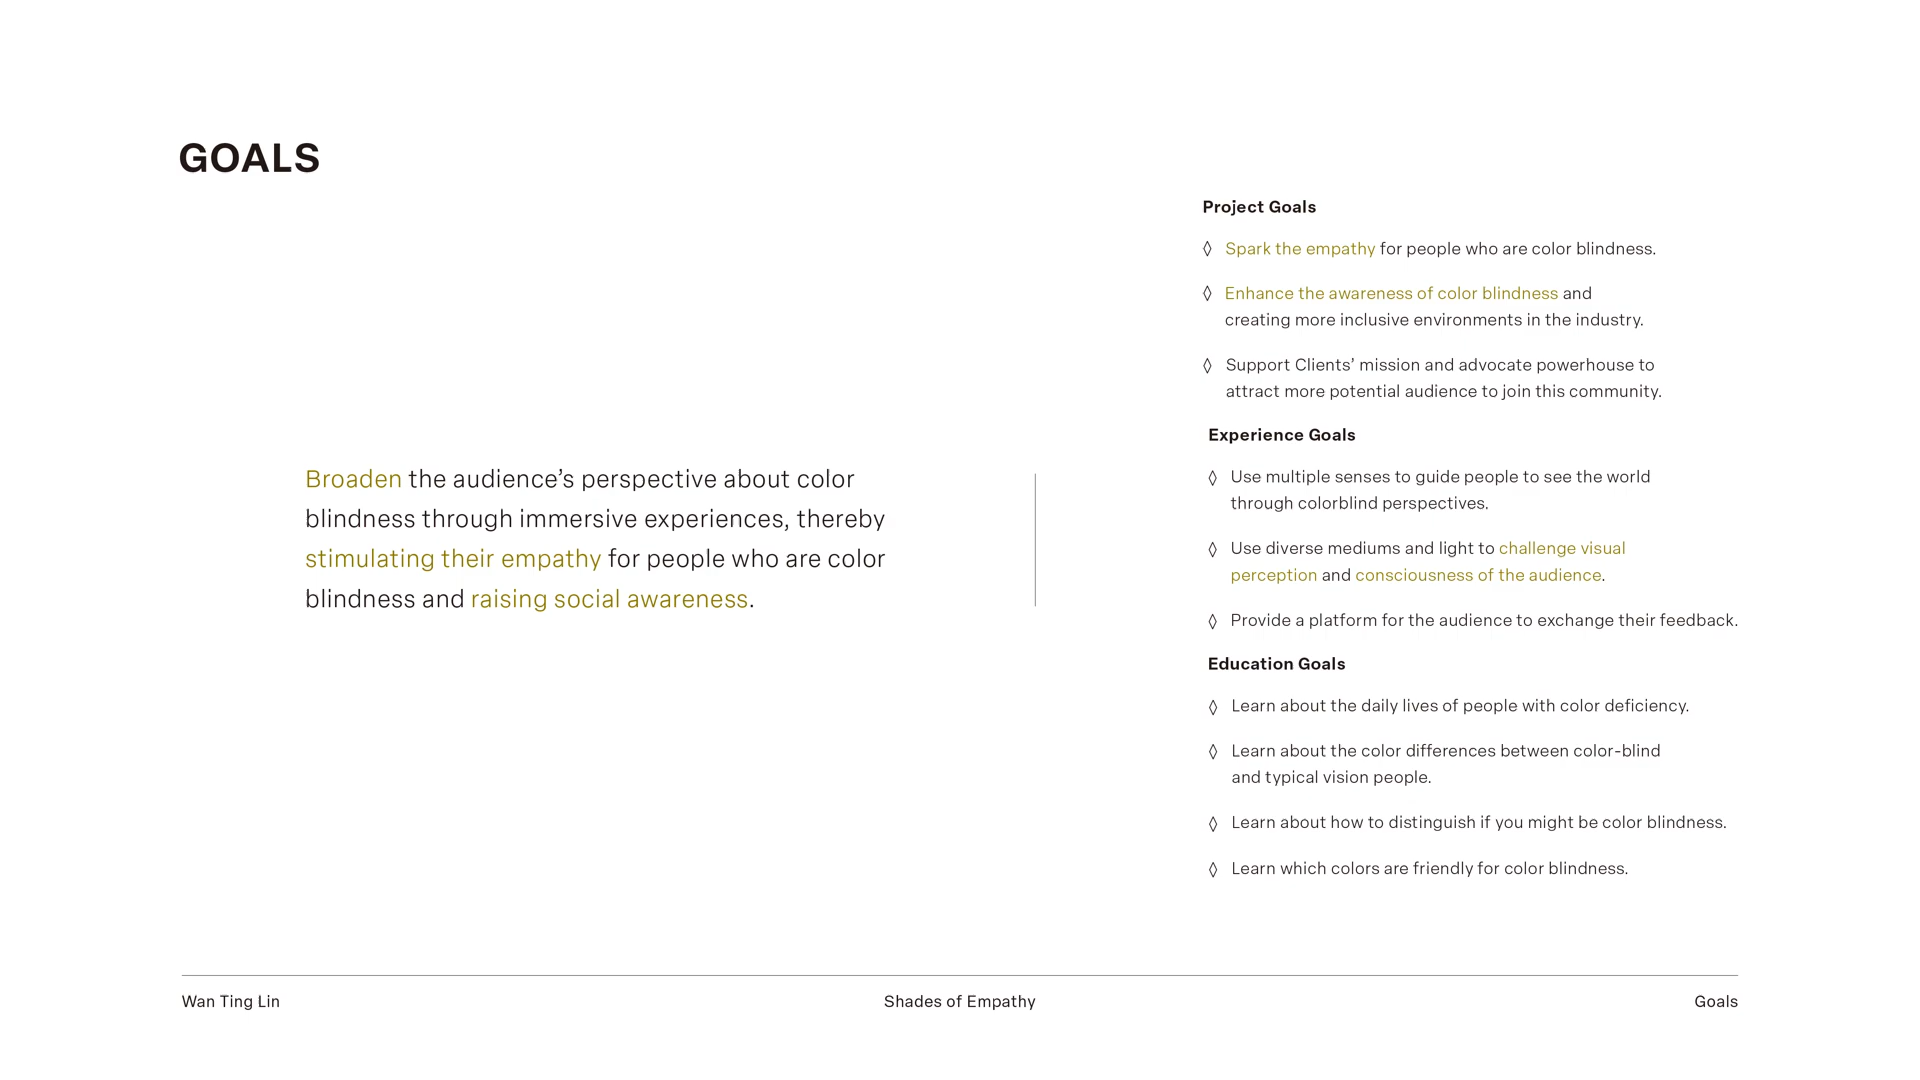 GOALS
Broaden the audience’s perspective about color
blindness through immersive experiences, thereby
stimulating their empathy for people who are color
blindness and raising social awareness.
Project Goals
◊ Spark the empathy for people who are color blindness.
◊ Enhance the awareness of color blindness and
creating more inclusive environments in the industry.
◊ Support Clients’ mission and advocate powerhouse to
attract more potential audience to join this community.
Experience Goals
◊ Use multiple senses to guide people to see the world
through colorblind perspectives.
◊ Use diverse mediums and light to challenge visual
perception and consciousness of the audience.
◊ Provide a platform for the audience to exchange their feedback.
Education Goals
◊ Learn about the daily lives of people with color deficiency.
◊ Learn about the color differences between color-blind
and typical vision people.
◊ Learn about how to distinguish if you might be color blindness.
◊ Learn which colors are friendly for color blindness.
Wan Ting Lin
Shades of Empathy
Goals